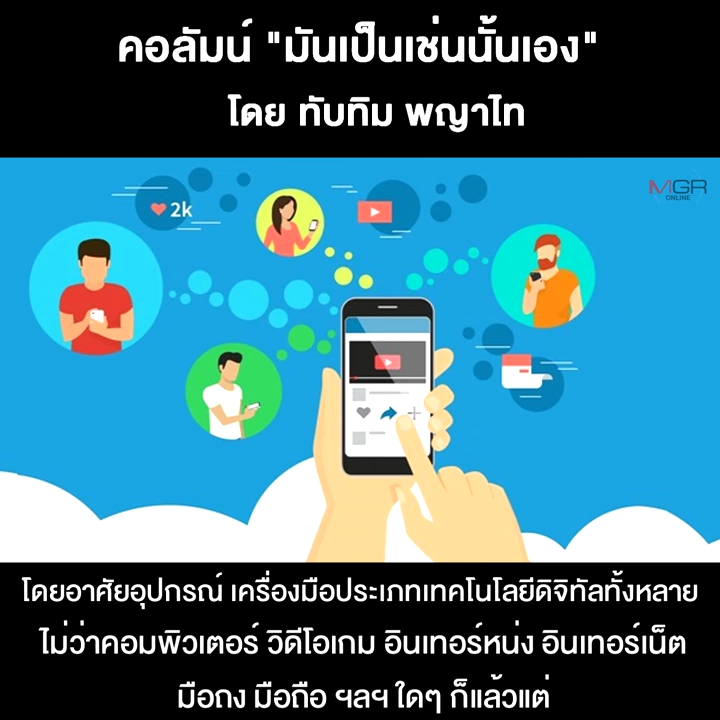 คอลัมน์ "มันเป็นเช่นนั้นเอง"
โดย ทับทิม พญาไท
MGR
ONLINE
2k
โดยอาศัยอุปกรณ์ เครื่องมือประเภทเทคโนโลยีดิจิทัลทั้งหลาย
ไม่ว่าคอมพิวเตอร์ วิดีโอเกม อินเทอร์หน่ง อินเทอร์เน็ต
มือถง มือถือ ฯลฯ ใดๆ ก็แล้วแต่